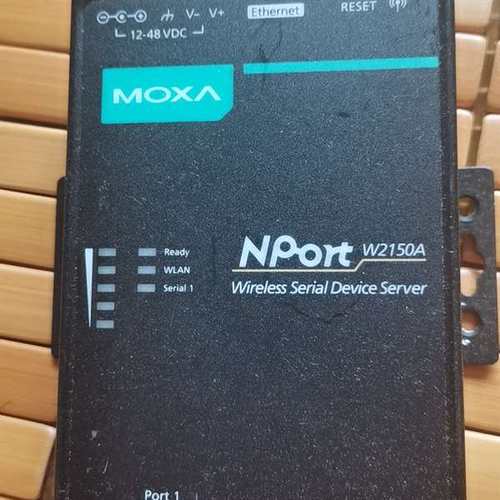 V– V+ Ethernet RESET
12-48 VDC
MOXA
NPort W2150A
Wireless Serial Device Server
Ready
WLAN
Serial 1
Port 1